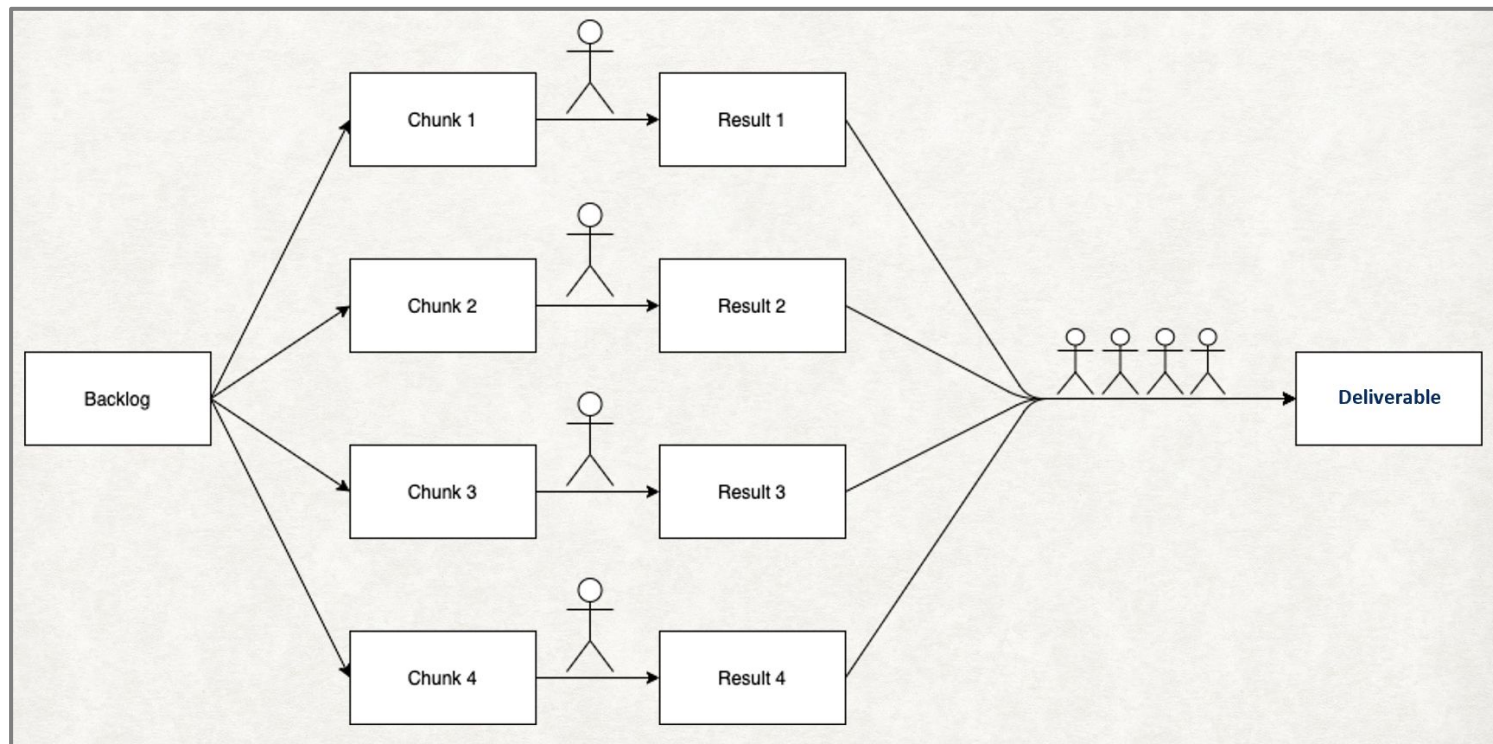 Backlog
Chunk 1
Result 1
Chunk 2
Result 2
Chunk 3
Result 3
Chunk 4
Result 4
Deliverable